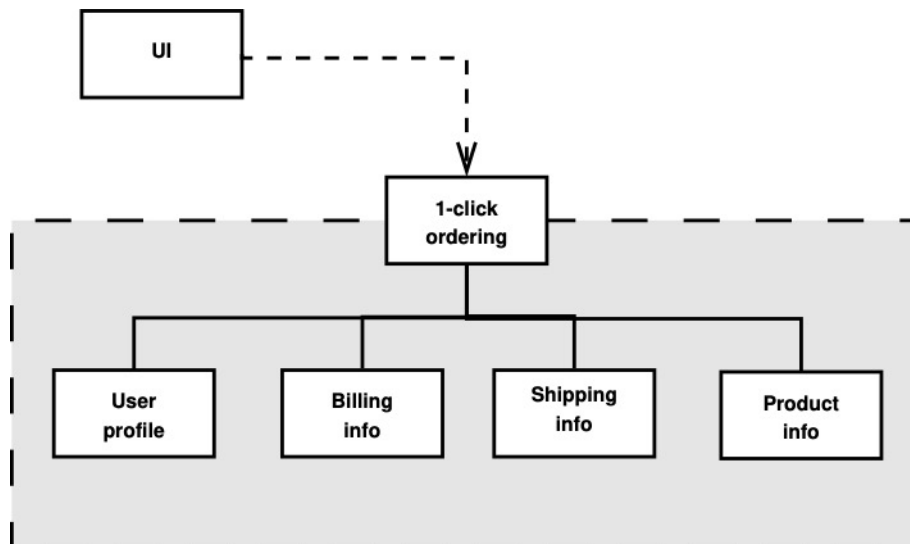 UI
1-click
ordering
User
profile
Billing
info
Shipping
info
Product
info